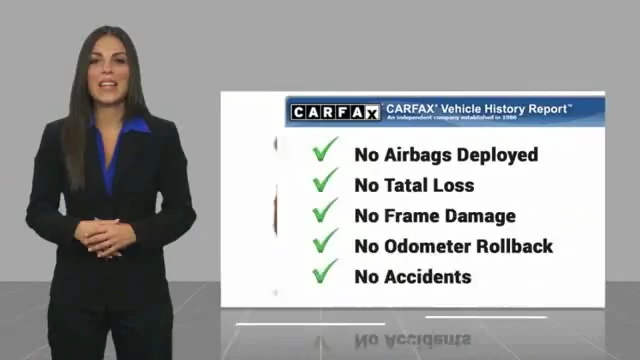 CARFAX CARFAX® Vehicle History Report™
An independent company established in 1986
No Airbags Deployed
No Tatal Loss
No Frame Damage
No Odometer Rollback
No Accidents